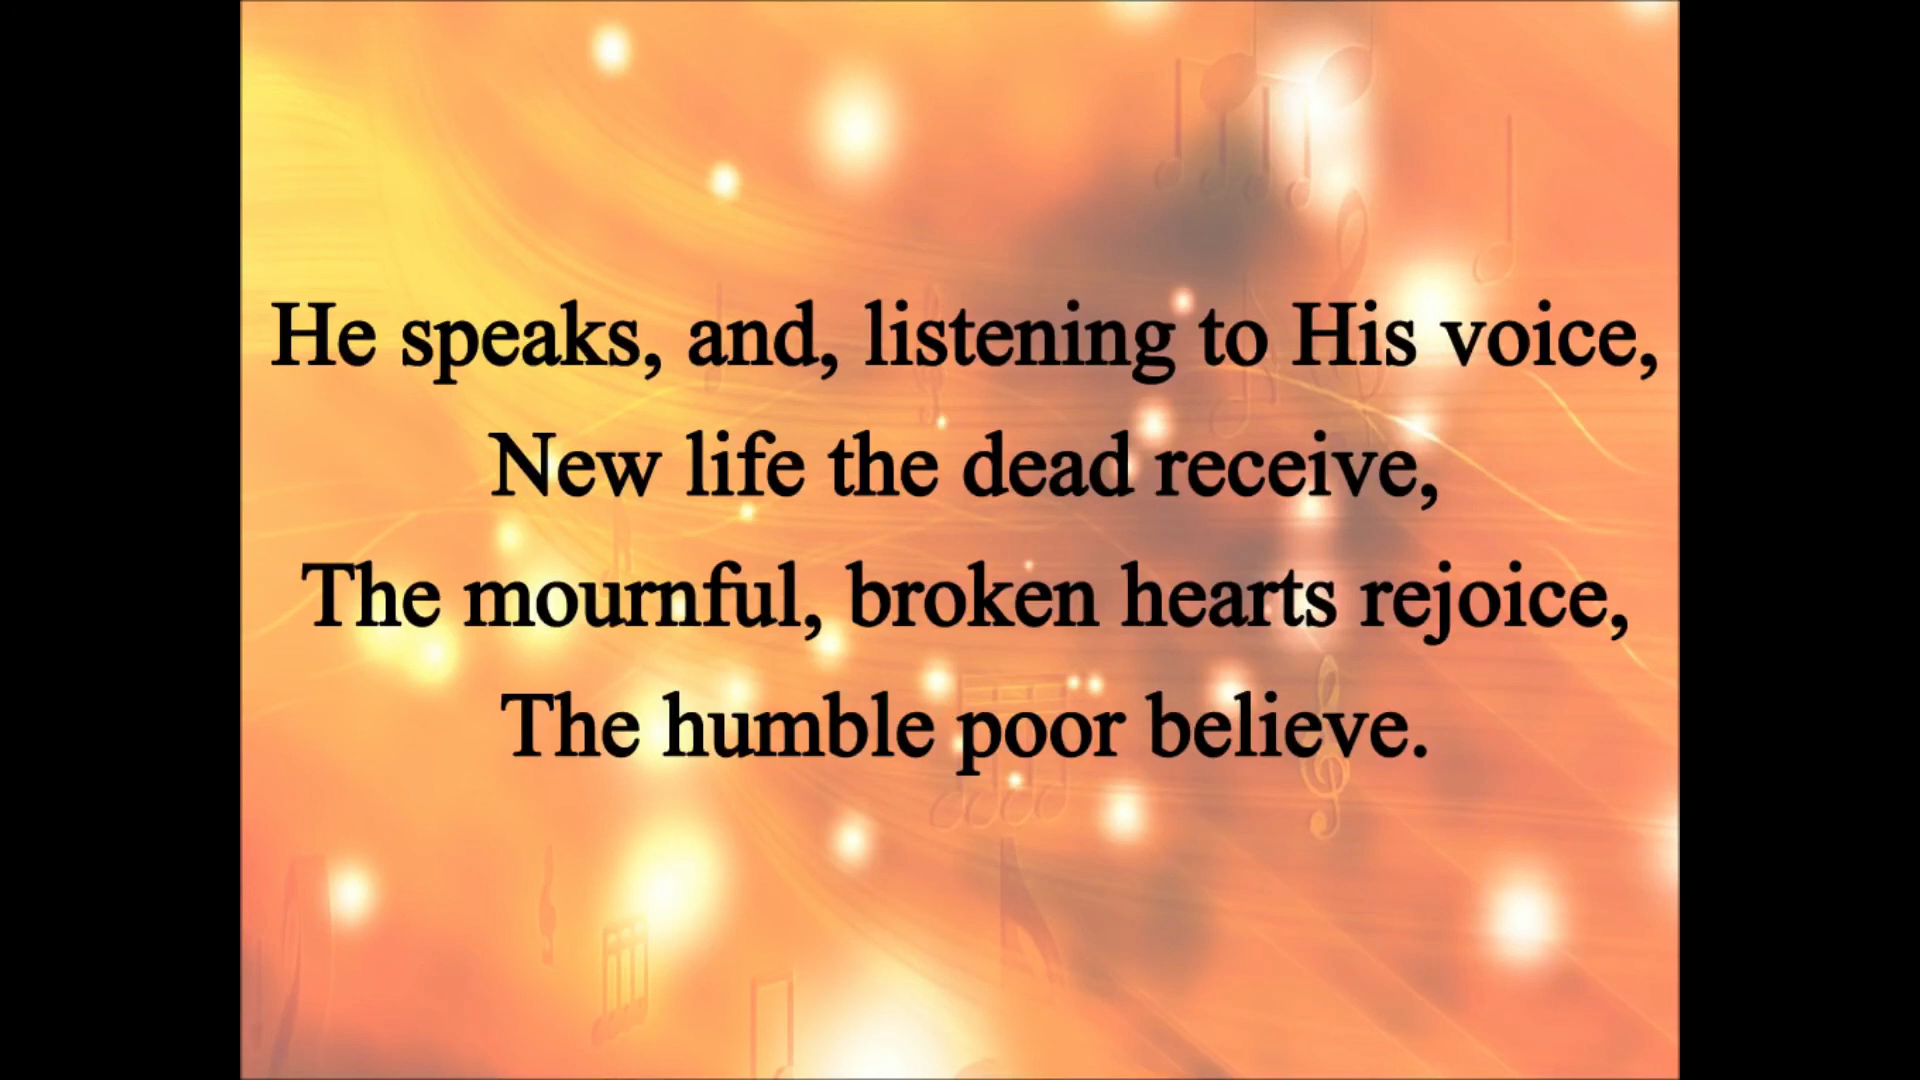 He speaks, and, listening to His voice,
New life the dead receive,
The mournful, broken hearts rejoice,
The humble poor believe.